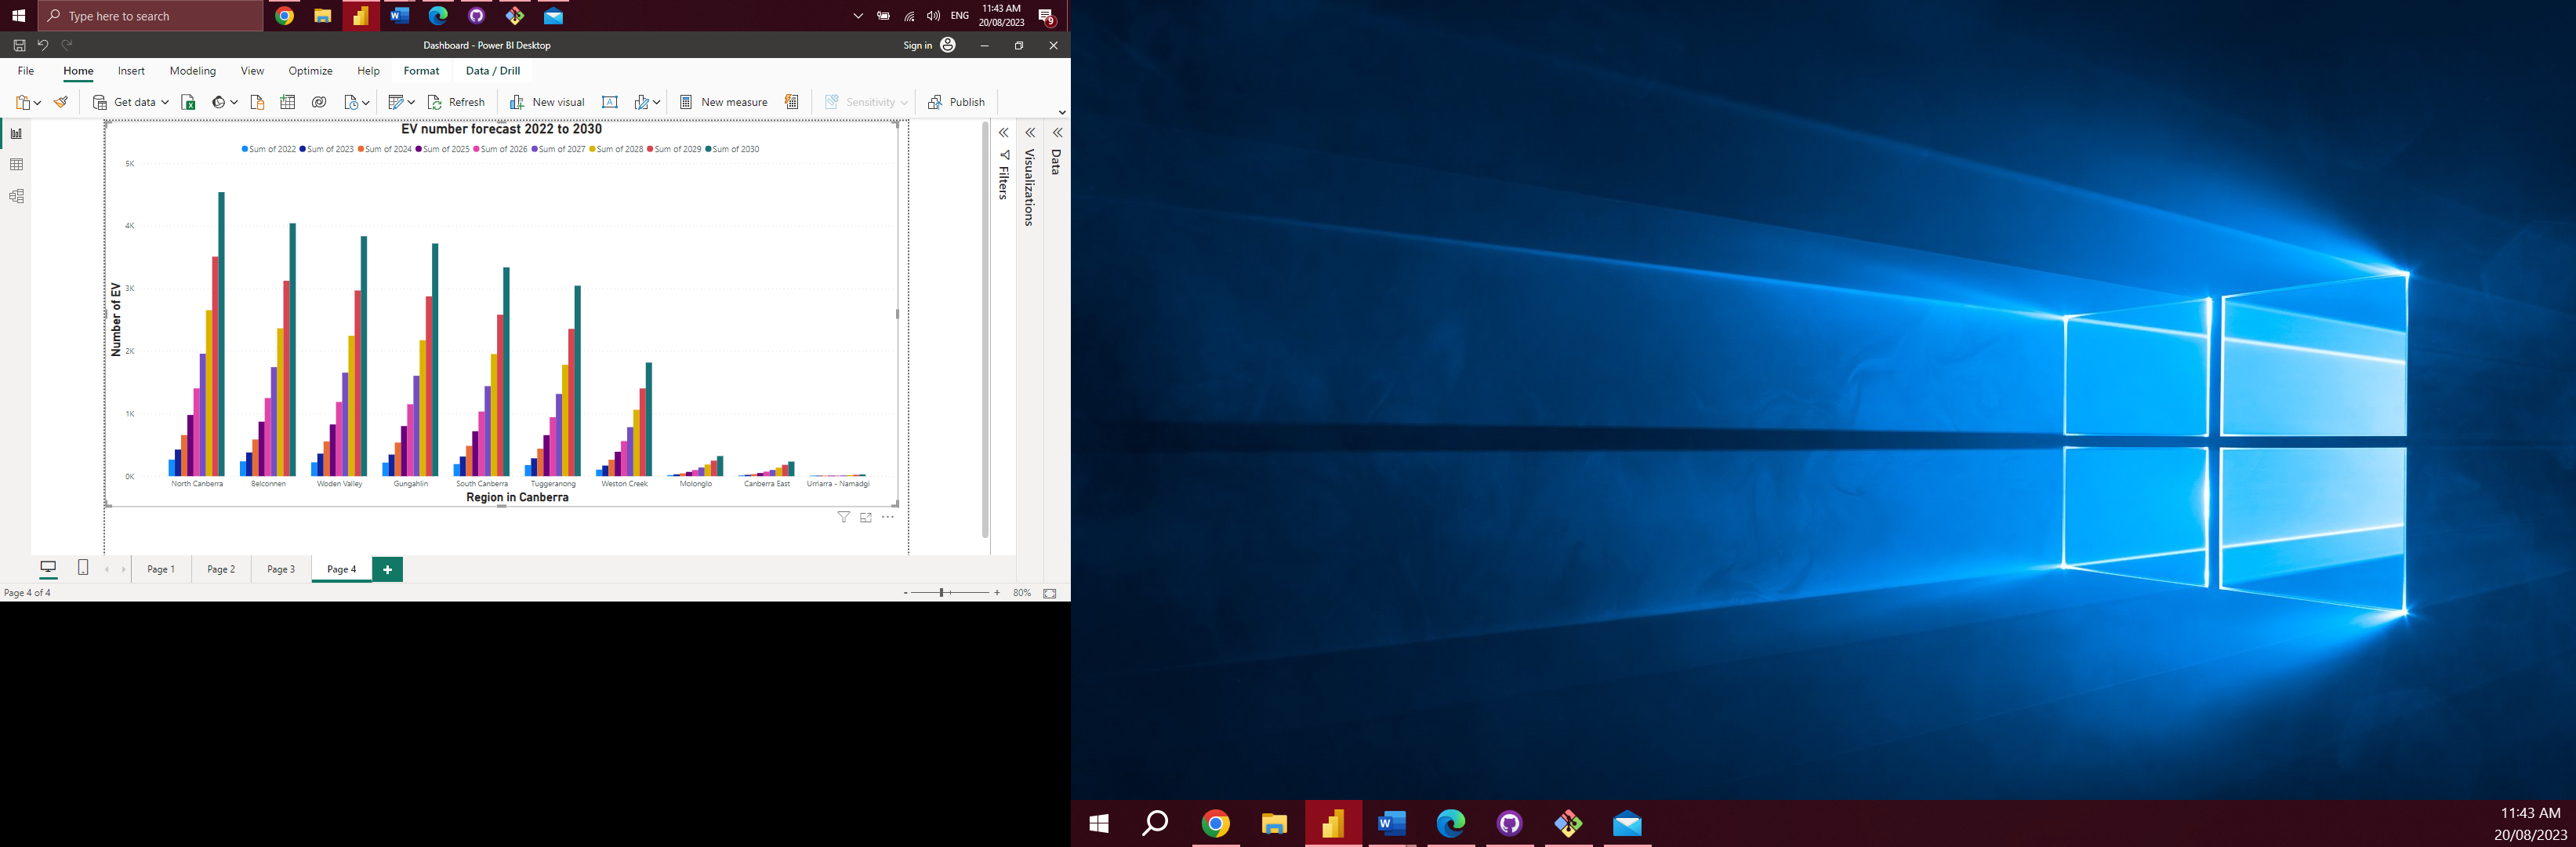 Type here to search
ENG
11:43 AM
20/08/2023
9
Dashboard - Power BI Desktop
Sign in
File Home Insert Modeling View Optimize Help Format Data / Drill
Get data
Refresh
New visual
A
New measure
Sensitivity
Publish
EV number forecast 2022 to 2030
Sum of 2022 Sum of 2023 Sum of 2024 Sum of 2025 Sum of 2026 Sum of 2027 Sum of 2028 Sum of 2029 Sum of 2030
5K
4K
3K
2K
1K
0K
Number of EV
North Canberra Belconnen Woden Valley Gungahlin South Canberra Tuggeranong Weston Creek Molonglo Canberra East Urriarra - Namadgi
Region in Canberra
Filters
Visualizations
Data
Page 1 Page 2 Page 3 Page 4 +
Page 4 of 4
- + 80%
W
11:43 AM
20/08/2023